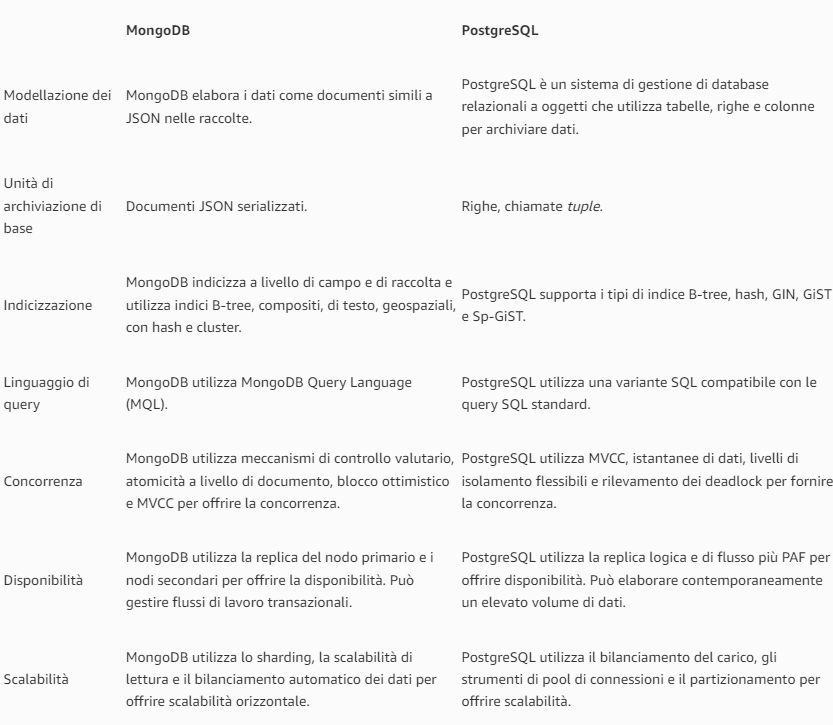 MongoDB PostgreSQL
Modellazione dei dati
MongoDB elabora i dati come documenti simili a
JSON nelle raccolte.
PostgreSQL è un sistema di gestione di database
relazionali a oggetti che utilizza tabelle, righe e colonne
per archiviare dati.
Unità di
archiviazione di
base
Documenti JSON serializzati.
Righe, chiamate tuple.
Indicizzazione
MongoDB indicizza a livello di campo e di raccolta e
utilizza indici B-tree, compositi, di testo, geospaziali,
con hash e cluster.
PostgreSQL supporta i tipi di indice B-tree, hash, GIN, GiST
e Sp-GiST.
Linguaggio di
query
MongoDB utilizza MongoDB Query Language
(MQL).
PostgreSQL utilizza una variante SQL compatibile con le
query SQL standard.
Concorrenza
MongoDB utilizza meccanismi di controllo valutario,
atomicità a livello di documento, blocco ottimistico
e MVCC per offrire la concorrenza.
PostgreSQL utilizza MVCC, istantanee di dati, livelli di
isolamento flessibili e rilevamento dei deadlock per fornire
la concorrenza.
Disponibilità
MongoDB utilizza la replica del nodo primario e i
nodi secondari per offrire la disponibilità. Può
gestire flussi di lavoro transazionali.
PostgreSQL utilizza la replica logica e di flusso più PAF per
offrire disponibilità. Può elaborare contemporaneamente
un elevato volume di dati.
Scalabilità
MongoDB utilizza lo sharding, la scalabilità di
lettura e il bilanciamento automatico dei dati per
offrire scalabilità orizzontale.
PostgreSQL utilizza il bilanciamento del carico, gli
strumenti di pool di connessioni e il partizionamento per
offrire scalabilità.